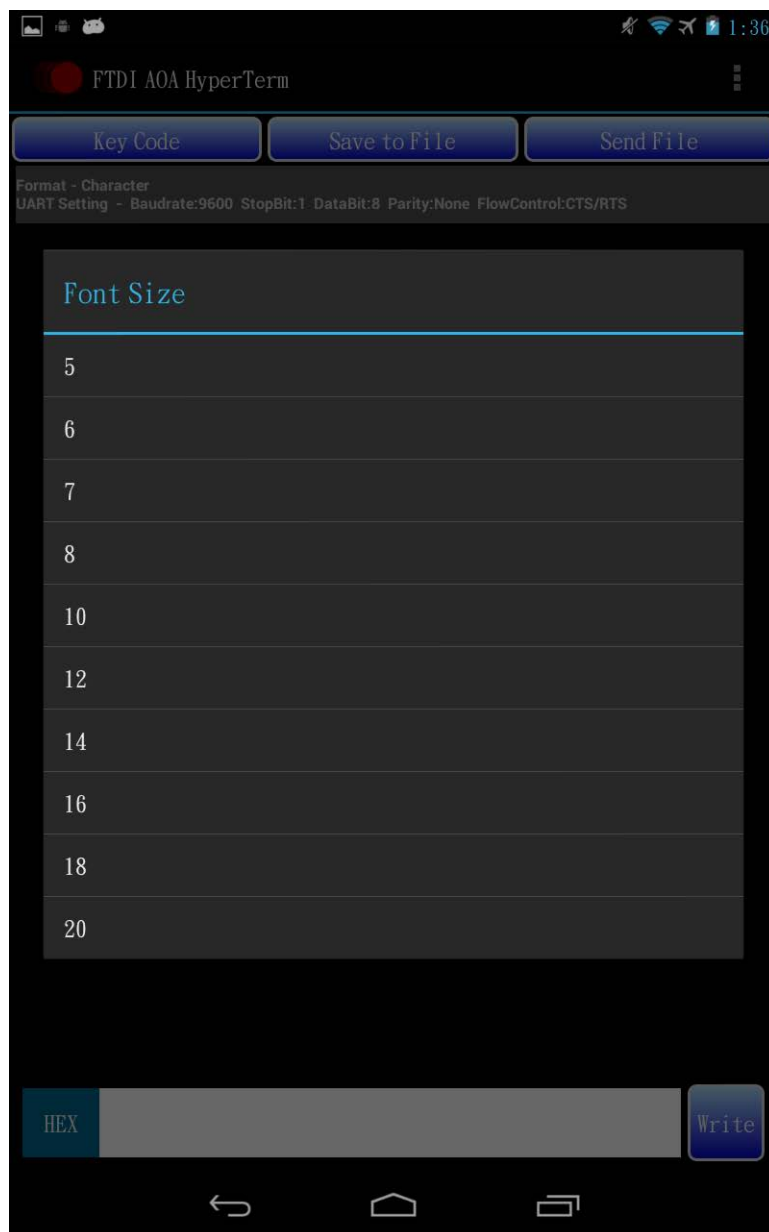 1:36
FTDI AOA HyperTerm
Key Code Save to File Send File
Format - Character
UART Setting - Baudrate:9600 StopBit:1 DataBit:8 Parity:None FlowControl:CTS/RTS
Font Size
5
6
7
8
10
12
14
16
18
20
HEX Write